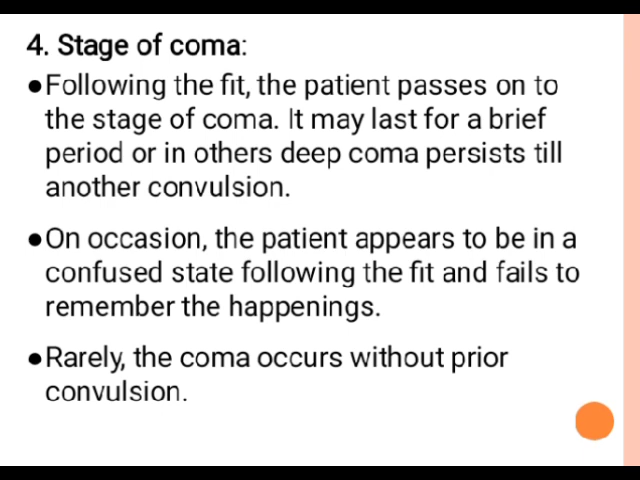 4. Stage of coma:
●Following the fit, the patient passes on to
the stage of coma. It may last for a brief
period or in others deep coma persists till
another convulsion.
●On occasion, the patient appears to be in a
confused state following the fit and fails to
remember the happenings.
●Rarely, the coma occurs without prior
convulsion.